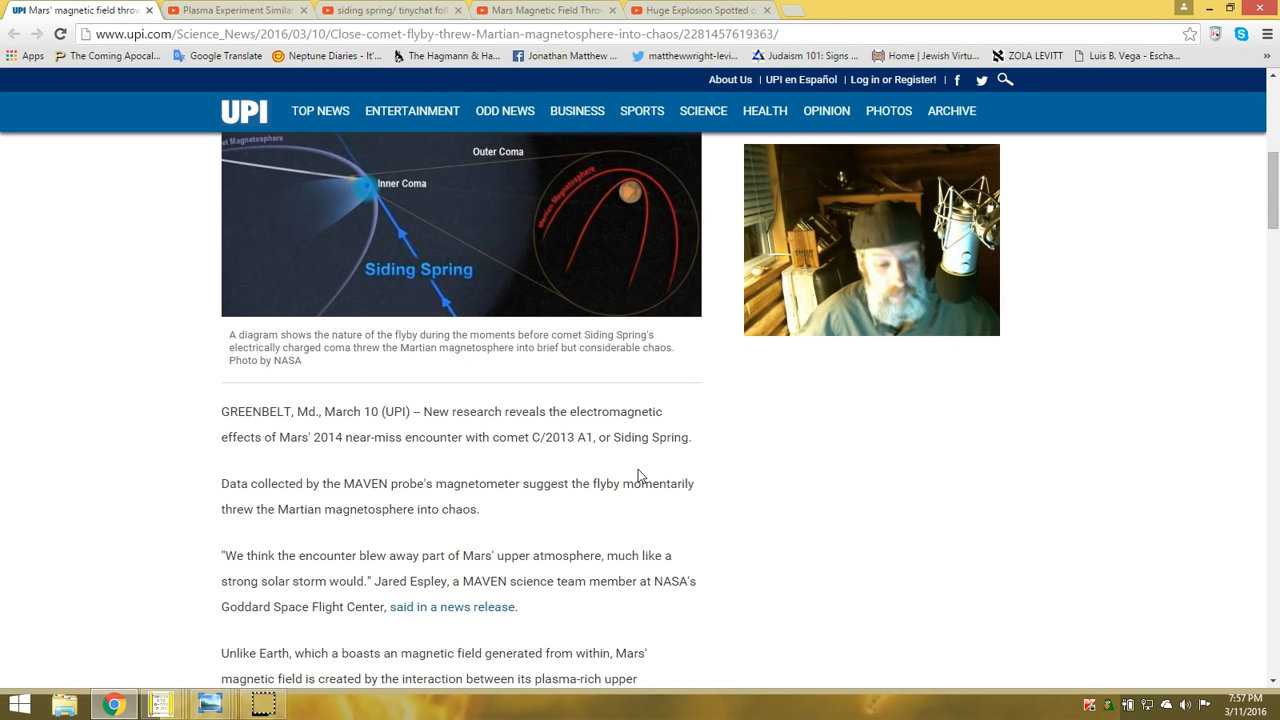 UPI Mars' magnetic field throw
Plasma Experiment Simila
siding spring/ tinychat fol
Mars Magnetic Field Throw
Huge Explosion Spotted o
www.upi.com/Science_News/2016/03/10/Close-comet-flyby-threw-Martian-magnetosphere-into-chaos/2281457619363/
Apps
The Coming Apocal...
Google Translate
Neptune Diaries - It'...
The Hagmann & Ha...
Jonathan Matthew ...
matthewwright-levi...
Judaism 101: Signs ...
Home | Jewish Virtu...
ZOLA LEVITT
Luis B. Vega - Escha...
»
About Us | UPI en Español | Log in or Register!
UPI
TOP NEWS ENTERTAINMENT ODD NEWS BUSINESS SPORTS SCIENCE HEALTH OPINION PHOTOS ARCHIVE
et Magnetosphere
Outer Coma
Inner Coma
Martian Magnetosphere
Siding Spring
A diagram shows the nature of the flyby during the moments before comet Siding Spring's
electrically charged coma threw the Martian magnetosphere into brief but considerable chaos.
Photo by NASA
GREENBELT, Md., March 10 (UPI) -- New research reveals the electromagnetic
effects of Mars' 2014 near-miss encounter with comet C/2013 A1, or Siding Spring.
Data collected by the MAVEN probe's magnetometer suggest the flyby momentarily
threw the Martian magnetosphere into chaos.
"We think the encounter blew away part of Mars' upper atmosphere, much like a
strong solar storm would." Jared Espley, a MAVEN science team member at NASA's
Goddard Space Flight Center, said in a news release.
Unlike Earth, which a boasts an magnetic field generated from within, Mars'
magnetic field is created by the interaction between its plasma-rich upper
7:57 PM
3/11/2016